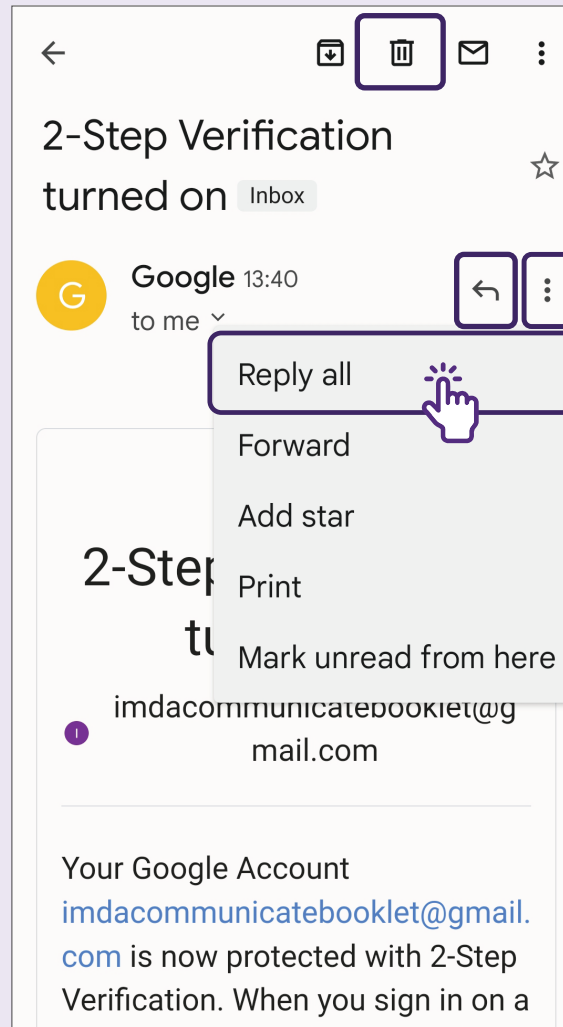 2-Step Verification
turned on Inbox
G
Google 13:40
to me
Reply all
Forward
Add star
Print
Mark unread from here
2-Step
imdacommunicatebooklet@g
mail.com
I
Your Google Account
imdacommunicatebooklet@gmail.
com is now protected with 2-Step
Verification. When you sign in on a